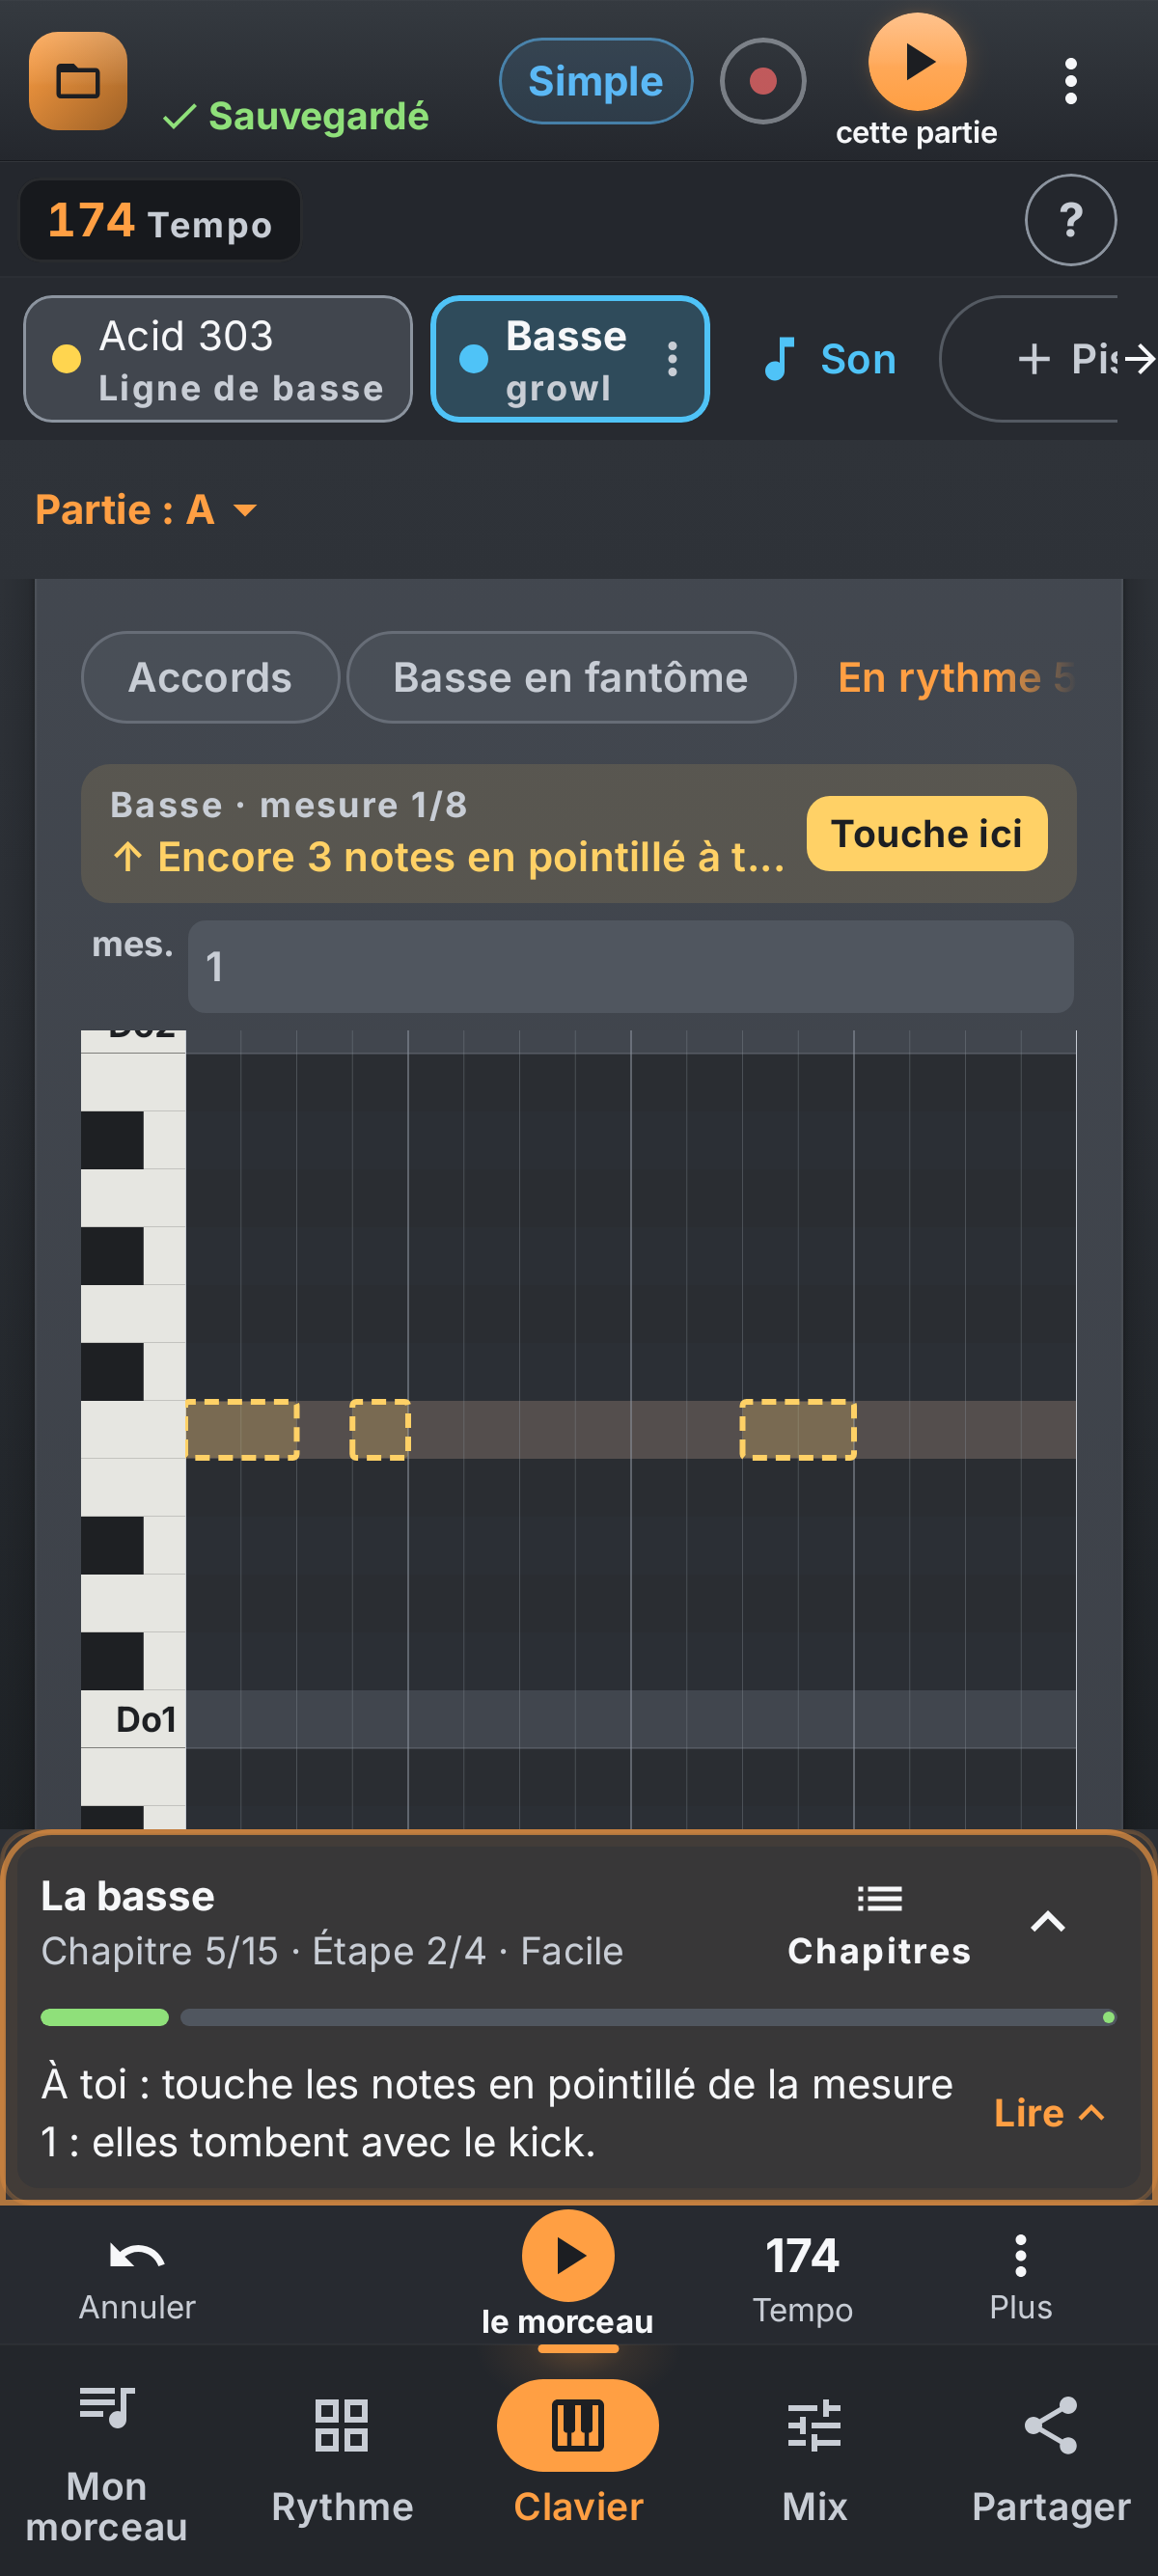 Sauvegardé
Simple
cette partie
174 Tempo
?
Acid 303
Ligne de basse
Basse
growl
Son
+ Pis
Partie : A
Accords
Basse en fantôme
En rythme 5
Basse · mesure 1/8
↑ Encore 3 notes en pointillé à t...
Touche ici
mes.
1
Do2
Do1
La basse
Chapitre 5/15 · Étape 2/4 · Facile
Chapitres
À toi : touche les notes en pointillé de la mesure
1 : elles tombent avec le kick.
Lire
Annuler
le morceau
174
Tempo
Plus
Mon
morceau
Rythme
Clavier
Mix
Partager